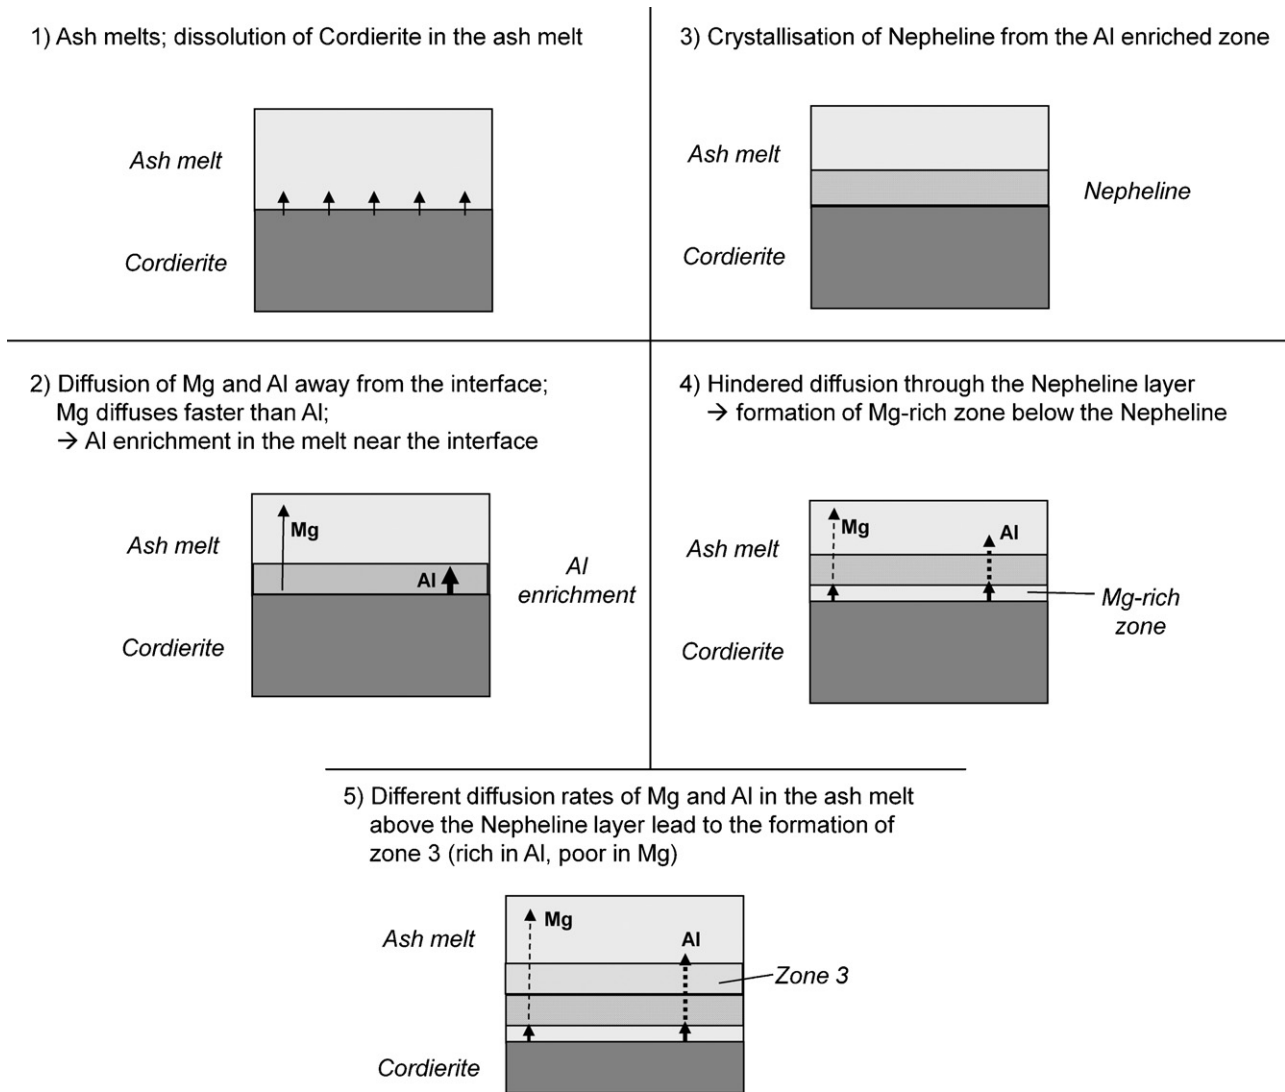 1) Ash melts; dissolution of Cordierite in the ash melt
Ash melt
Cordierite
2) Diffusion of Mg and Al away from the interface;
Mg diffuses faster than Al;
→ Al enrichment in the melt near the interface
Ash melt
Mg
Al
Al
enrichment
Cordierite
3) Crystallisation of Nepheline from the Al enriched zone
Ash melt
Nepheline
Cordierite
4) Hindered diffusion through the Nepheline layer
→ formation of Mg-rich zone below the Nepheline
Ash melt
Mg
Al
Mg-rich
zone
Cordierite
5) Different diffusion rates of Mg and Al in the ash melt
above the Nepheline layer lead to the formation of
zone 3 (rich in Al, poor in Mg)
Ash melt
Mg
Al
Zone 3
Cordierite